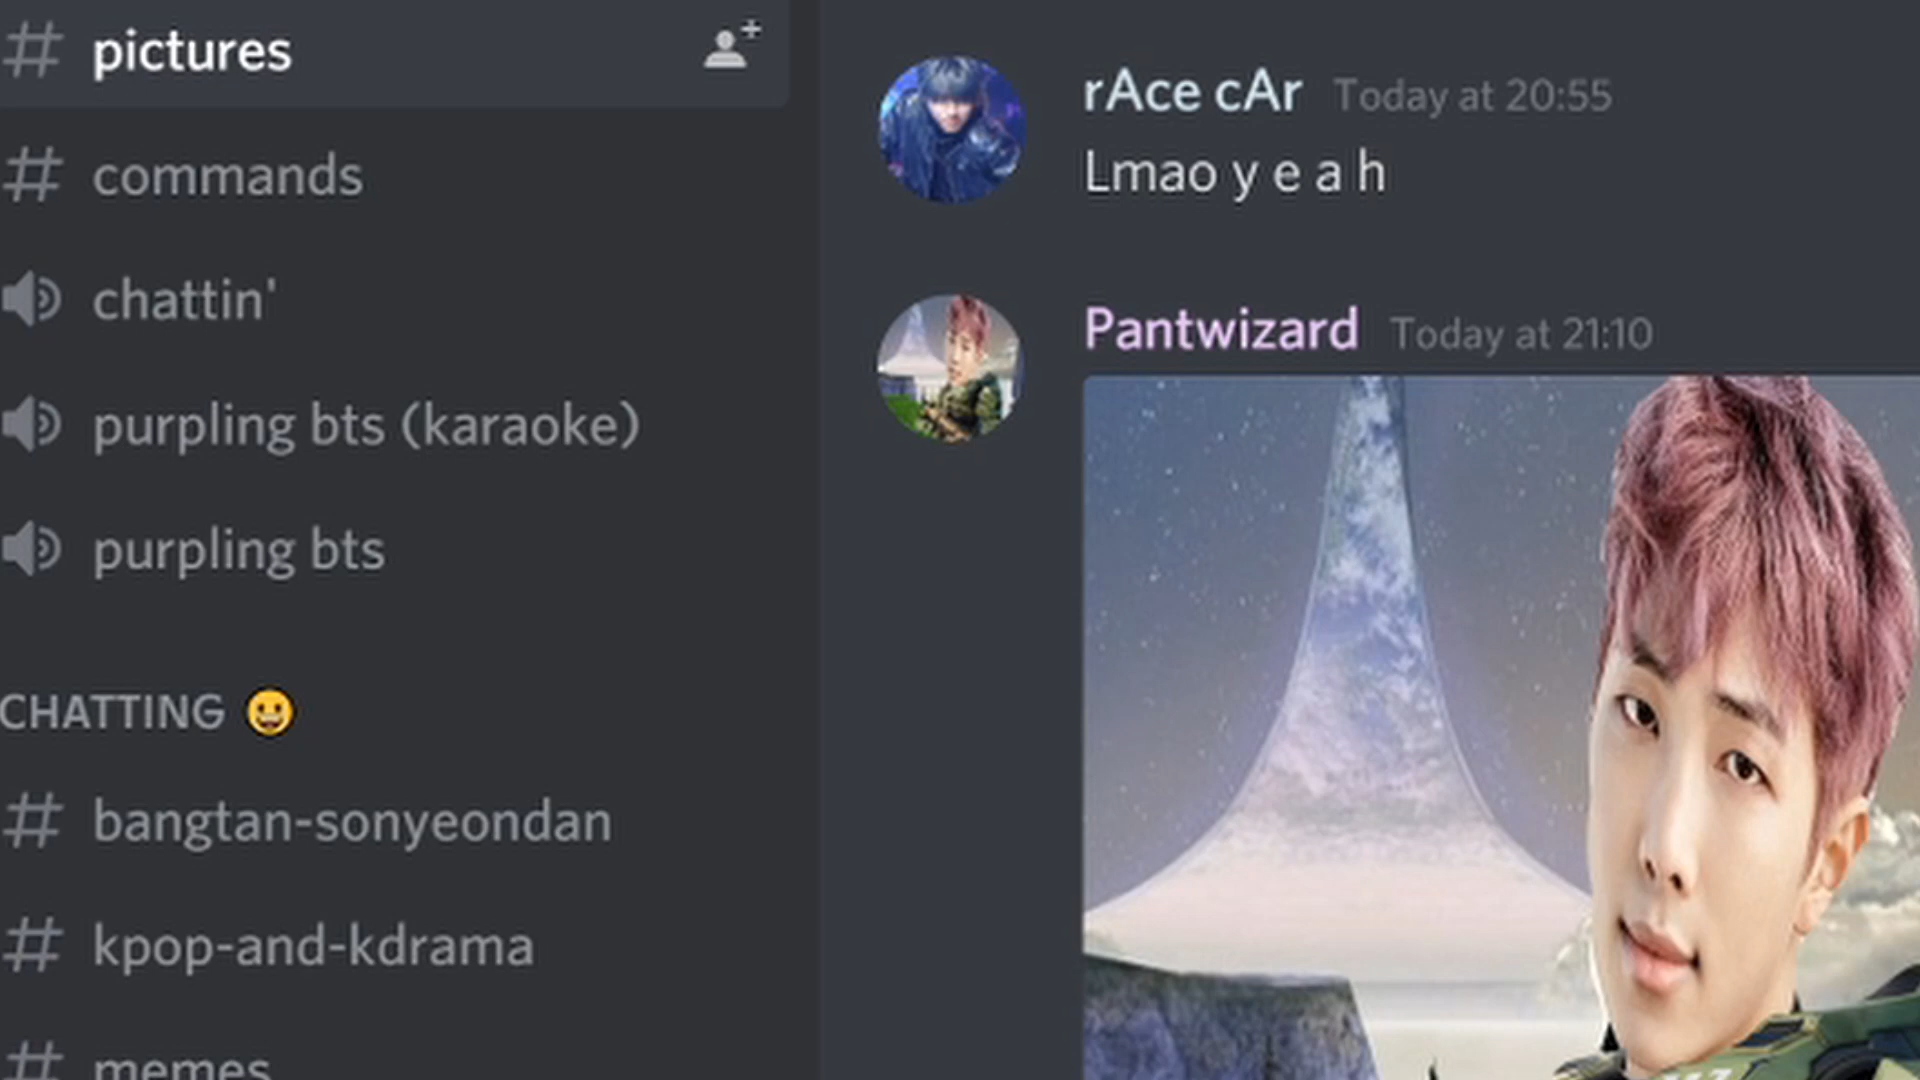 pictures
commands
chattin'
purpling bts (karaoke)
purpling bts
CHATTING 😀
bangtan-sonyeondan
kpop-and-kdrama
memes
rAce cAr Today at 20:55
Lmao y e a h
Pantwizard Today at 21:10